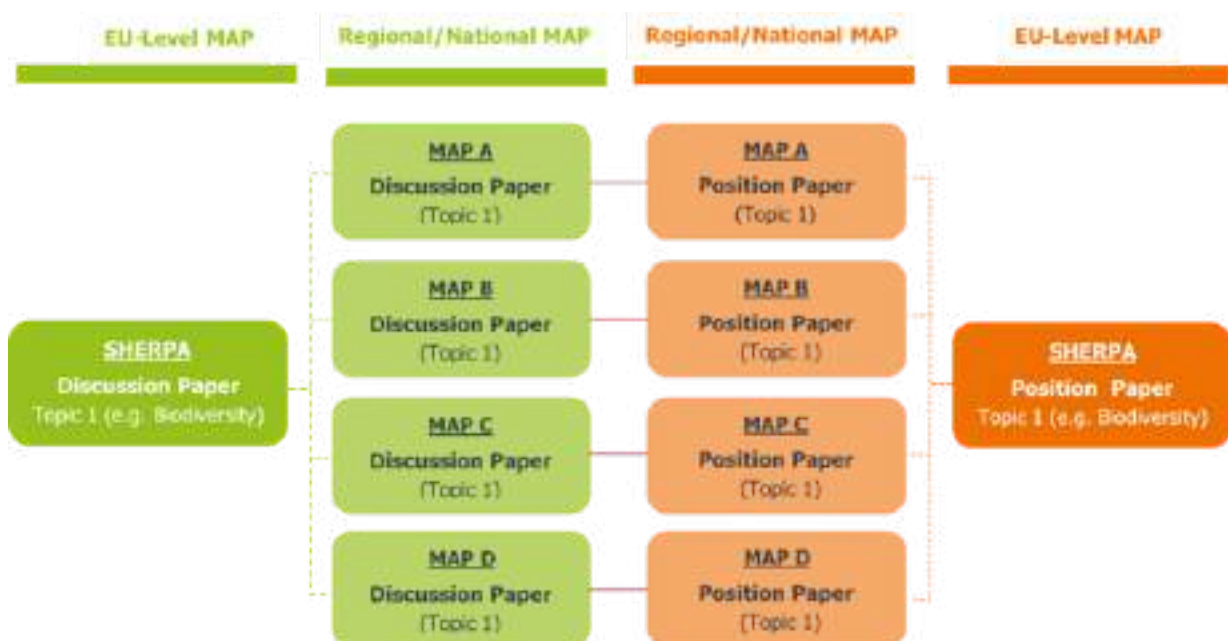 EU-Level MAP
Regional/National MAP
Regional/National MAP
EU-Level MAP
SHERPA
Discussion Paper
Topic 1 (e.g. Biodiversity)
MAP A
Discussion Paper
(Topic 1)
MAP B
Discussion Paper
(Topic 1)
MAP C
Discussion Paper
(Topic 1)
MAP D
Discussion Paper
(Topic 1)
MAP A
Position Paper
(Topic 1)
MAP B
Position Paper
(Topic 1)
MAP C
Position Paper
(Topic 1)
MAP D
Position Paper
(Topic 1)
SHERPA
Position Paper
Topic 1 (e.g. Biodiversity)